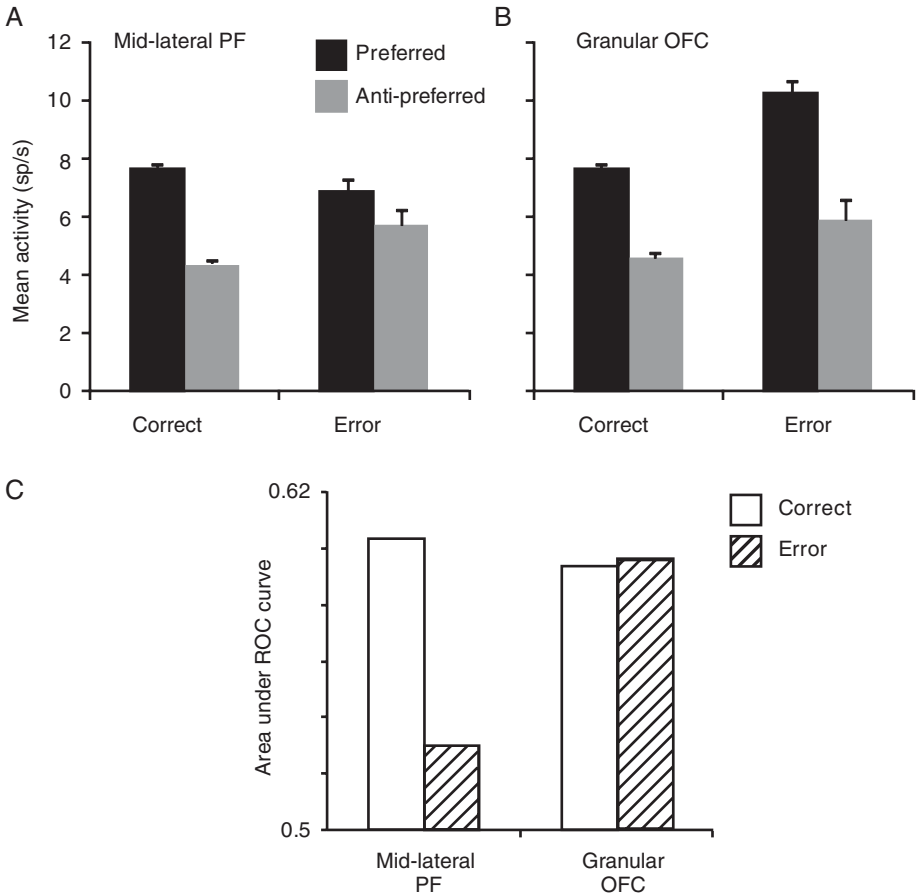 A
Mid-lateral PF
Preferred
Anti-preferred
Mean activity (sp/s)
12
10
8
6
4
2
0
Correct
Error
B
Granular OFC
Correct
Error
C
Area under ROC curve
0.62
0.5
Correct
Error
Mid-lateral
PF
Granular
OFC